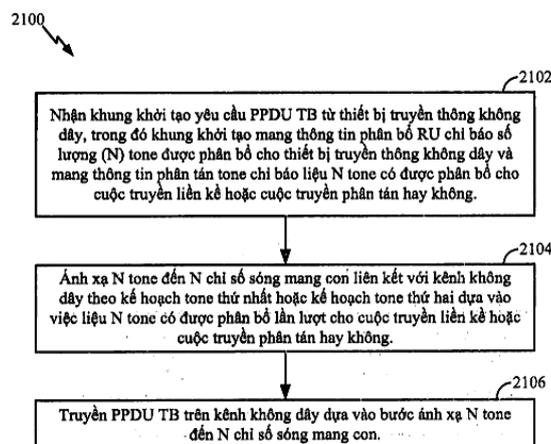 2100
2102
Nhận khung khởi tạo yêu cầu PPDU TB từ thiết bị truyền thông không
dây, trong đó khung khởi tạo mang thông tin phân bổ RU chỉ báo số
lượng (N) tone được phân bổ cho thiết bị truyền thông không dây và
mang thông tin phân tán tone chỉ báo liệu N tone có được phân bổ cho
cuộc truyền liền kề hoặc cuộc truyền phân tán hay không.
2104
Ánh xạ N tone đến N chỉ số sóng mang con liên kết với kênh không
dây theo kế hoạch tone thứ nhất hoặc kế hoạch tone thứ hai dựa vào
việc liệu N tone có được phân bổ lần lượt cho cuộc truyền liền kề hoặc
cuộc truyền phân tán hay không.
2106
Truyền PPDU TB trên kênh không dây dựa vào bước ánh xạ N tone
đến N chỉ số sóng mang con.